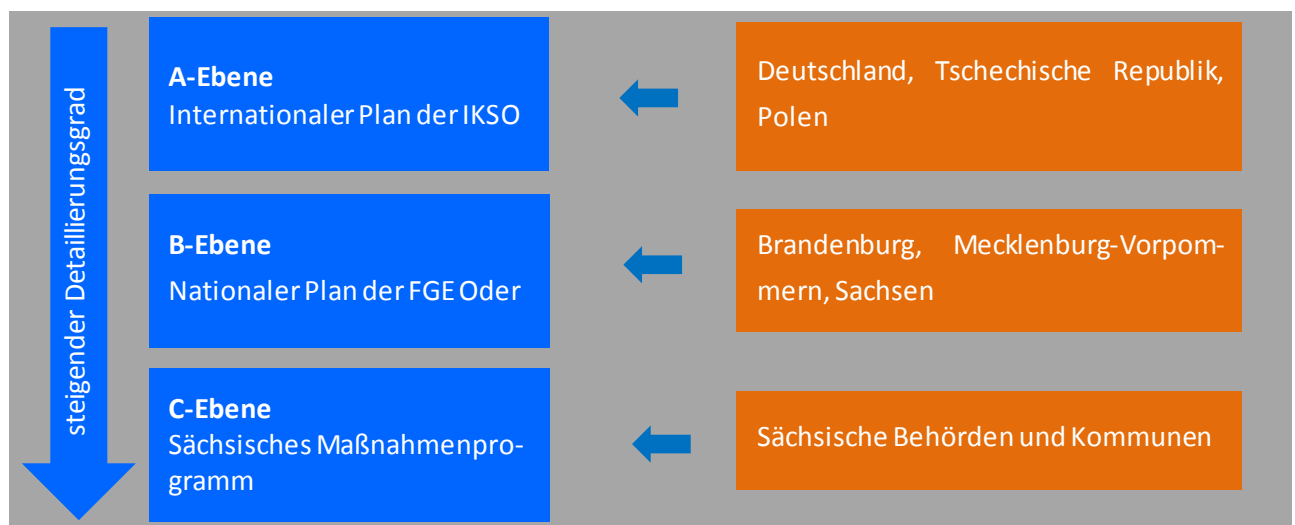 steigender Detaillierungsgrad
A-Ebene
Internationaler Plan der IKSO
Deutschland, Tschechische Republik,
Polen
B-Ebene
Nationaler Plan der FGE Oder
Brandenburg, Mecklenburg-Vorpom-
mern, Sachsen
C-Ebene
Sächsisches Maßnahmenpro-
gramm
Sächsische Behörden und Kommunen